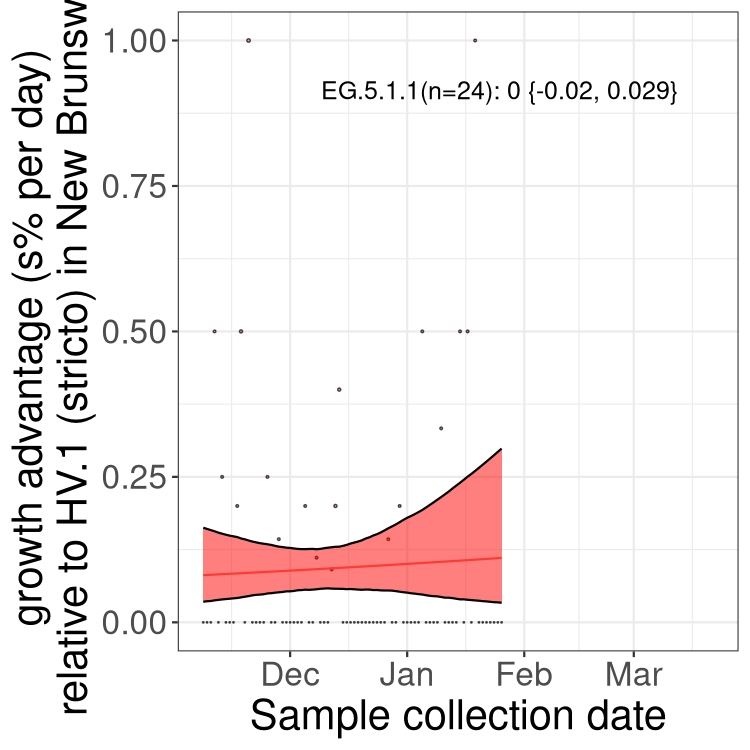 growth advantage (s% per day)
relative to HV.1 (stricto) in New Brunsw
1.00
0.75
0.50
0.25
0.00
EG.5.1.1(n=24): 0 {-0.02, 0.029}
Dec Jan Feb Mar
Sample collection date